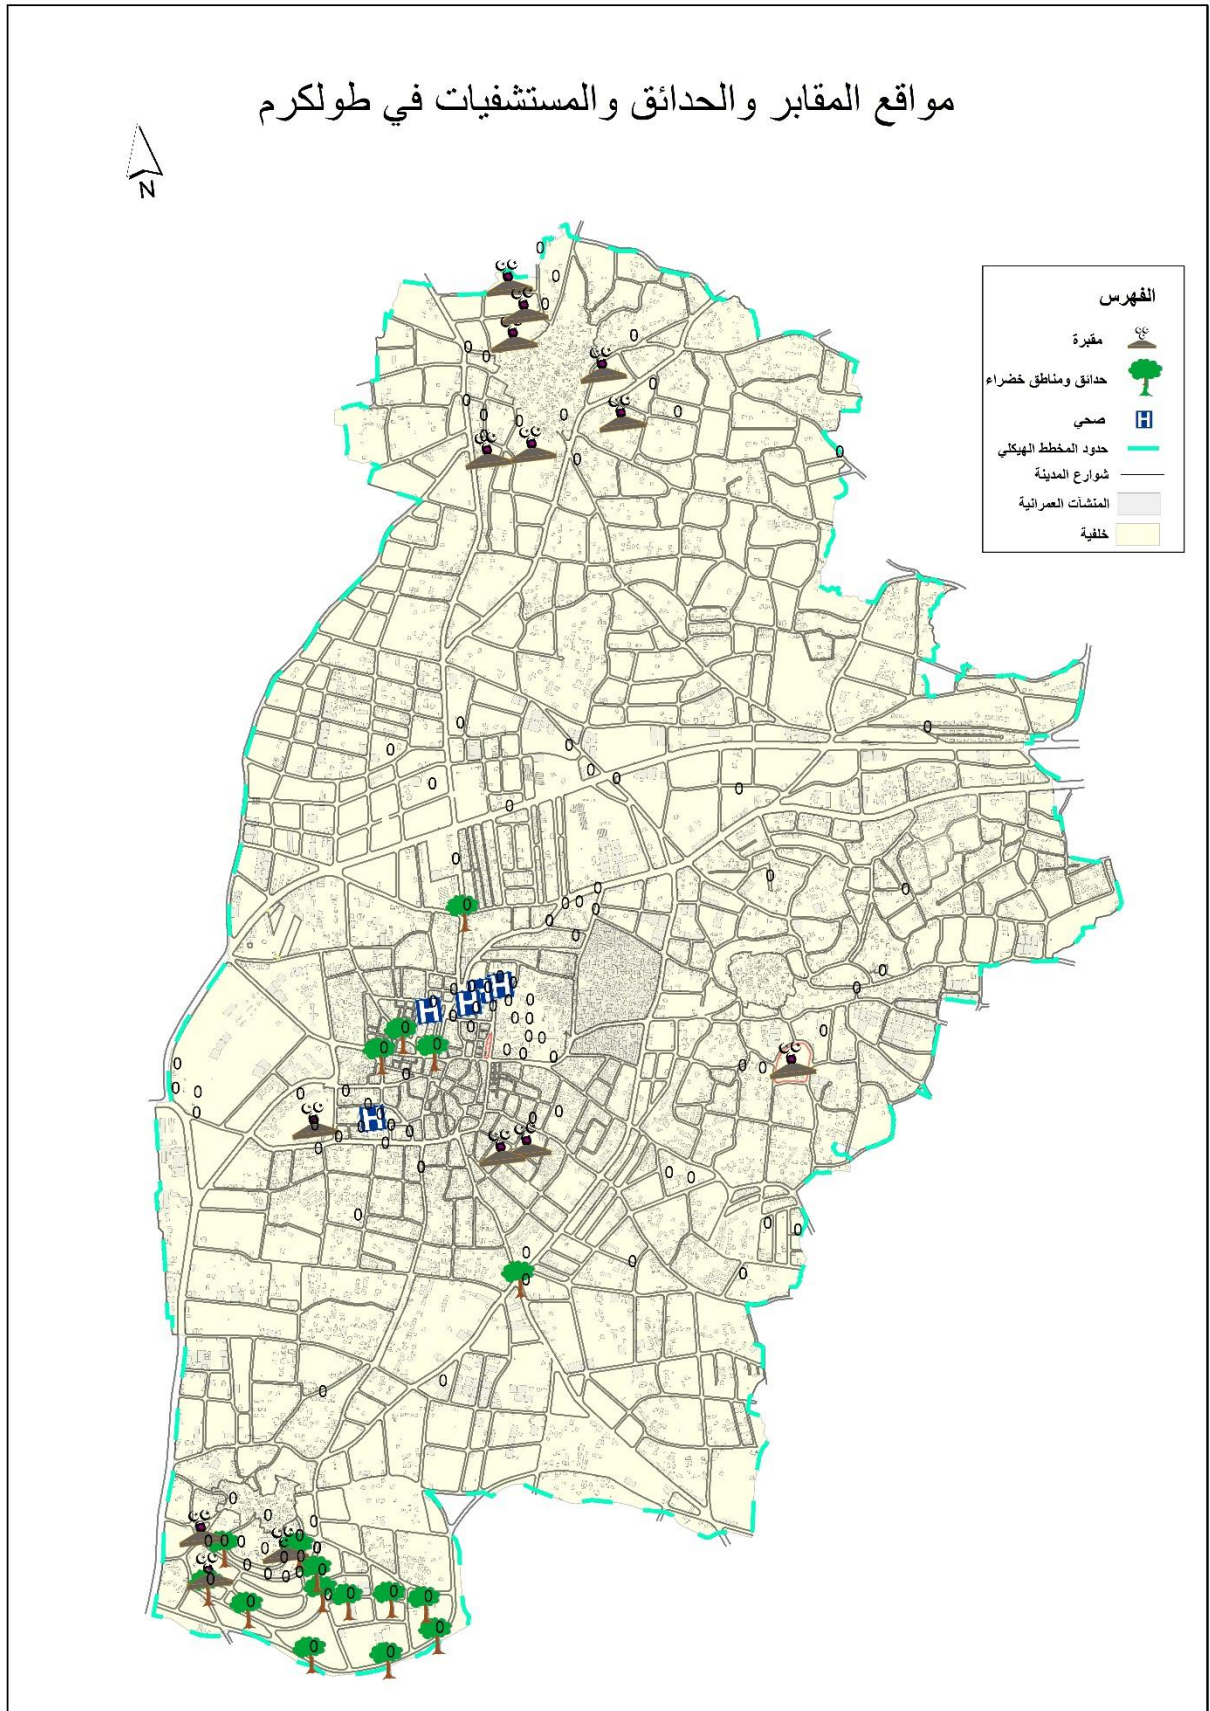 مواقع المقابر والحدائق والمستشفيات في طولكرم
N
الفهرس
مقبرة
حدائق ومناطق خضراء
H صحي
حدود المخطط الهيكلي
شوارع المدينة
المنشآت العمرانية
خلفية